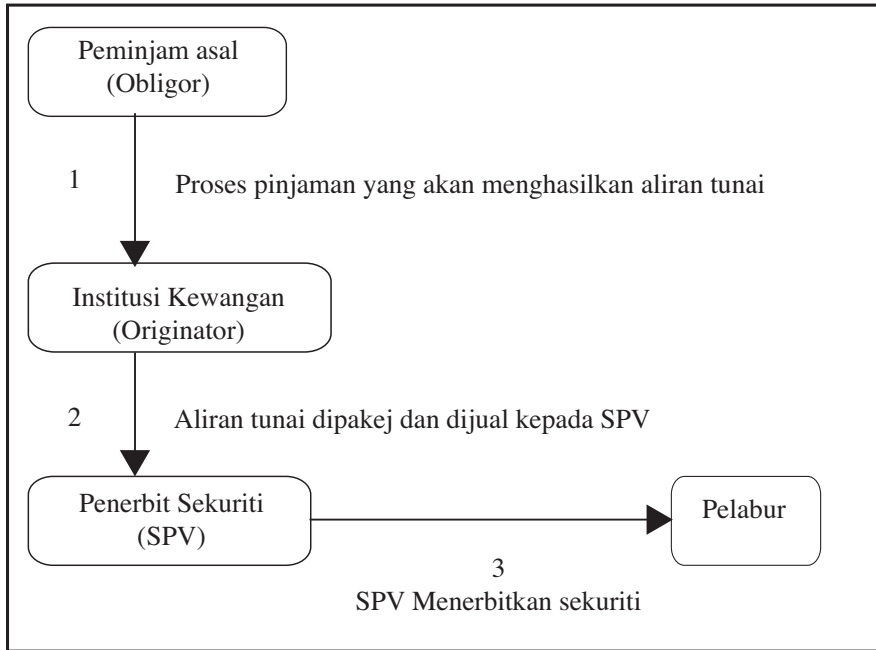 Peminjam asal
(Obligor)
1
Proses pinjaman yang akan menghasilkan aliran tunai
Institusi Kewangan
(Originator)
2
Aliran tunai dipakej dan dijual kepada SPV
Penerbit Sekuriti
(SPV)
Pelabur
3
SPV Menerbitkan sekuriti